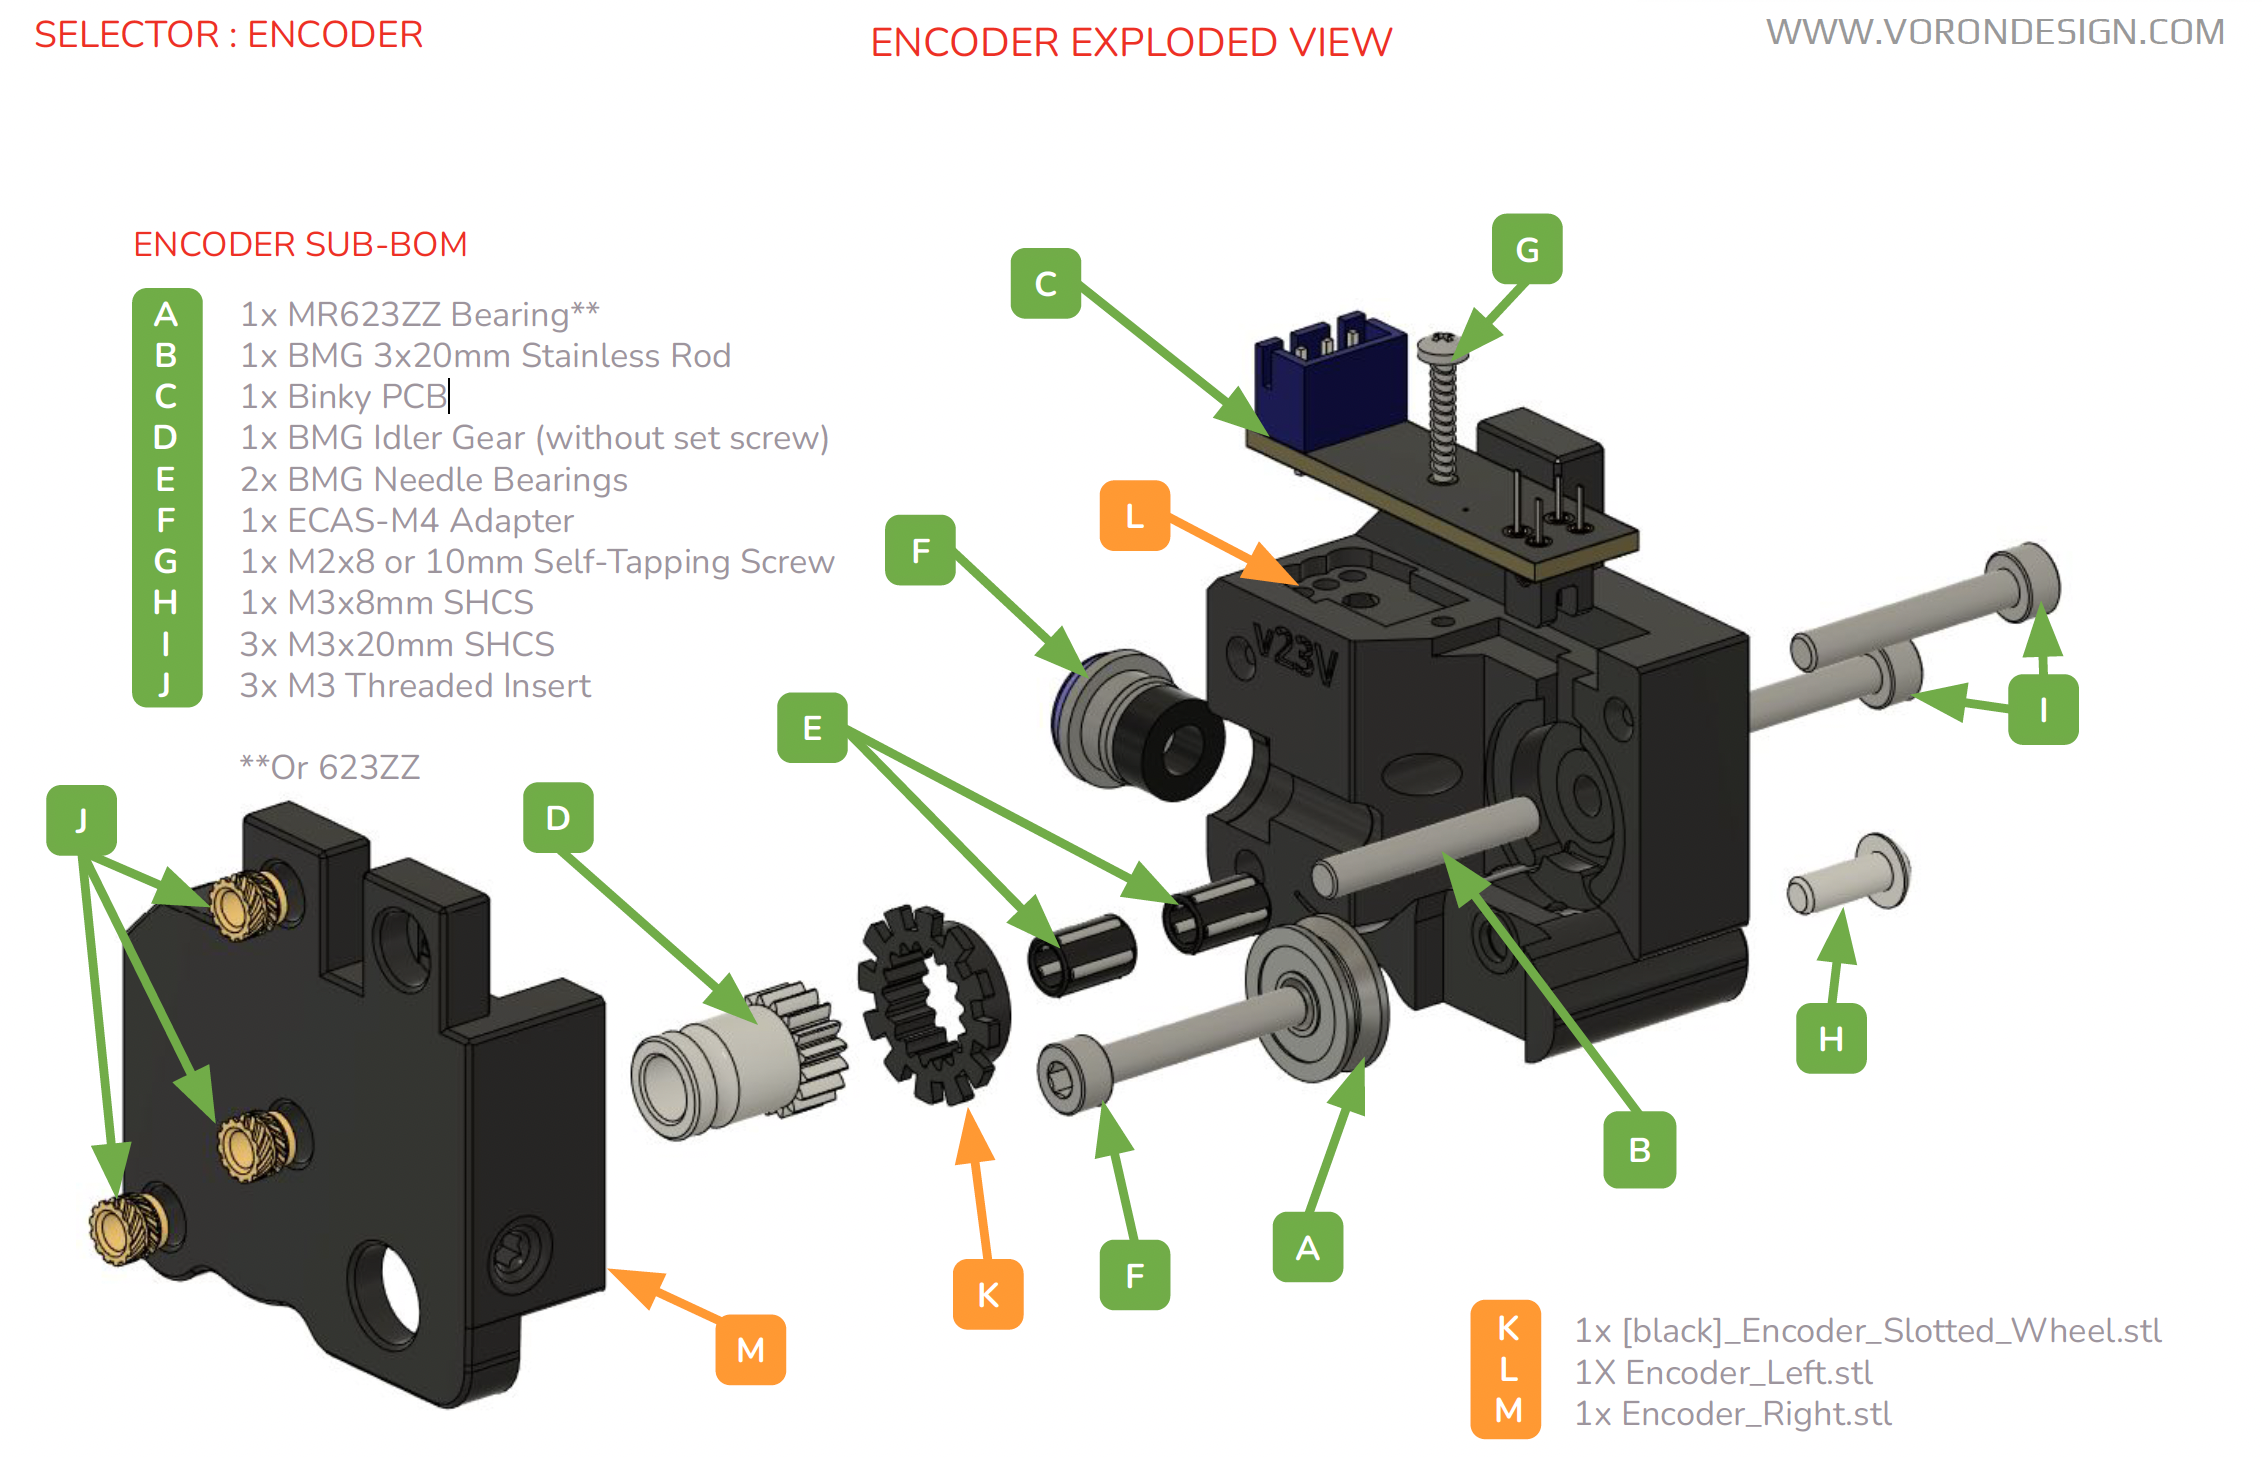 SELECTOR : ENCODER
ENCODER EXPLODED VIEW
WWW.VORONDESIGN.COM
ENCODER SUB-BOM
A 1x MR623ZZ Bearing**
B 1x BMG 3x20mm Stainless Rod
C 1x Binky PCB
D 1x BMG Idler Gear (without set screw)
E 2x BMG Needle Bearings
F 1x ECAS-M4 Adapter
G 1x M2x8 or 10mm Self-Tapping Screw
H 1x M3x8mm SHCS
I 3x M3x20mm SHCS
J 3x M3 Threaded Insert
**Or 623ZZ
G
C
L
F
V23V
E
I
J
D
H
B
A
F
K
M
K 1x [black]_Encoder_Slotted_Wheel.stl
L 1X Encoder_Left.stl
M 1x Encoder_Right.stl